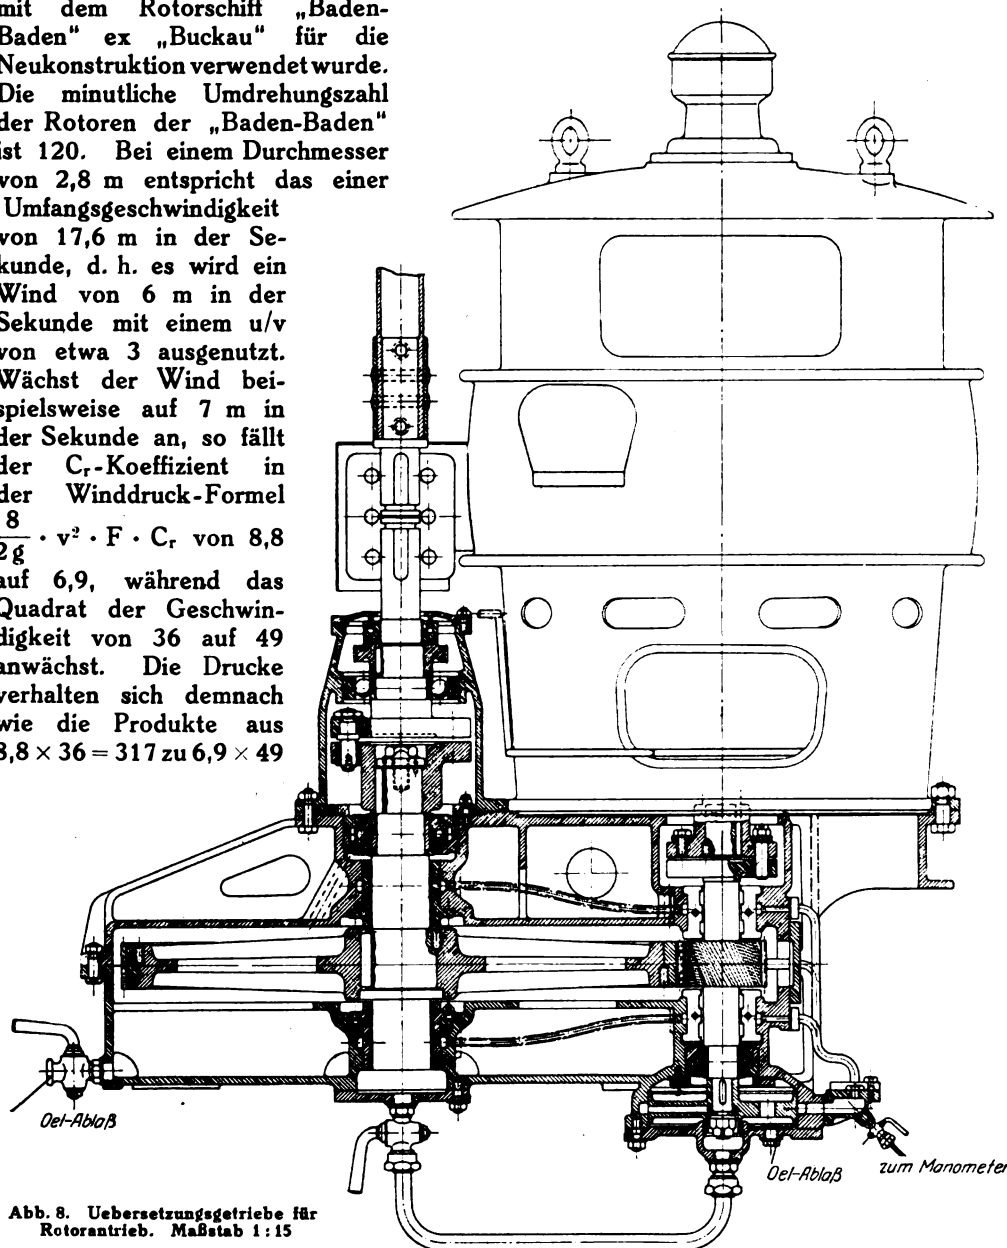 mit dem Rotorschiff „Baden-
Baden“ ex „Buckau“ für die
Neukonstruktion verwendet wurde.
Die minutliche Umdrehungszahl
der Rotoren der „Baden-Baden“
ist 120. Bei einem Durchmesser
von 2,8 m entspricht das einer
Umfangsgeschwindigkeit
von 17,6 m in der Se-
kunde, d. h. es wird ein
Wind von 6 m in der
Sekunde mit einem u/v
von etwa 3 ausgenutzt.
Wächst der Wind bei-
spielsweise auf 7 m in
der Sekunde an, so fällt
der Cᵣ-Koeffizient in
der Winddruck-Formel
8/2g · v² · F · Cᵣ von 8,8
auf 6,9, während das
Quadrat der Geschwin-
digkeit von 36 auf 49
anwächst. Die Drucke
verhalten sich demnach
wie die Produkte aus
8,8 × 36 = 317 zu 6,9 × 49
Oel-Ablaß
Oel-Ablaß
zum Manometer
Abb. 8. Uebersetzungsgetriebe für
Rotorantrieb. Maßstab 1 : 15